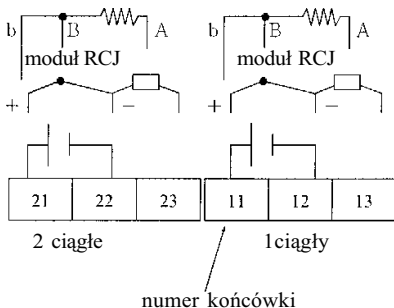 b B A b B A
moduł RCJ moduł RCJ
+ − + −
21 22 23 11 12 13
2 ciągłe 1ciągły
numer końcówki